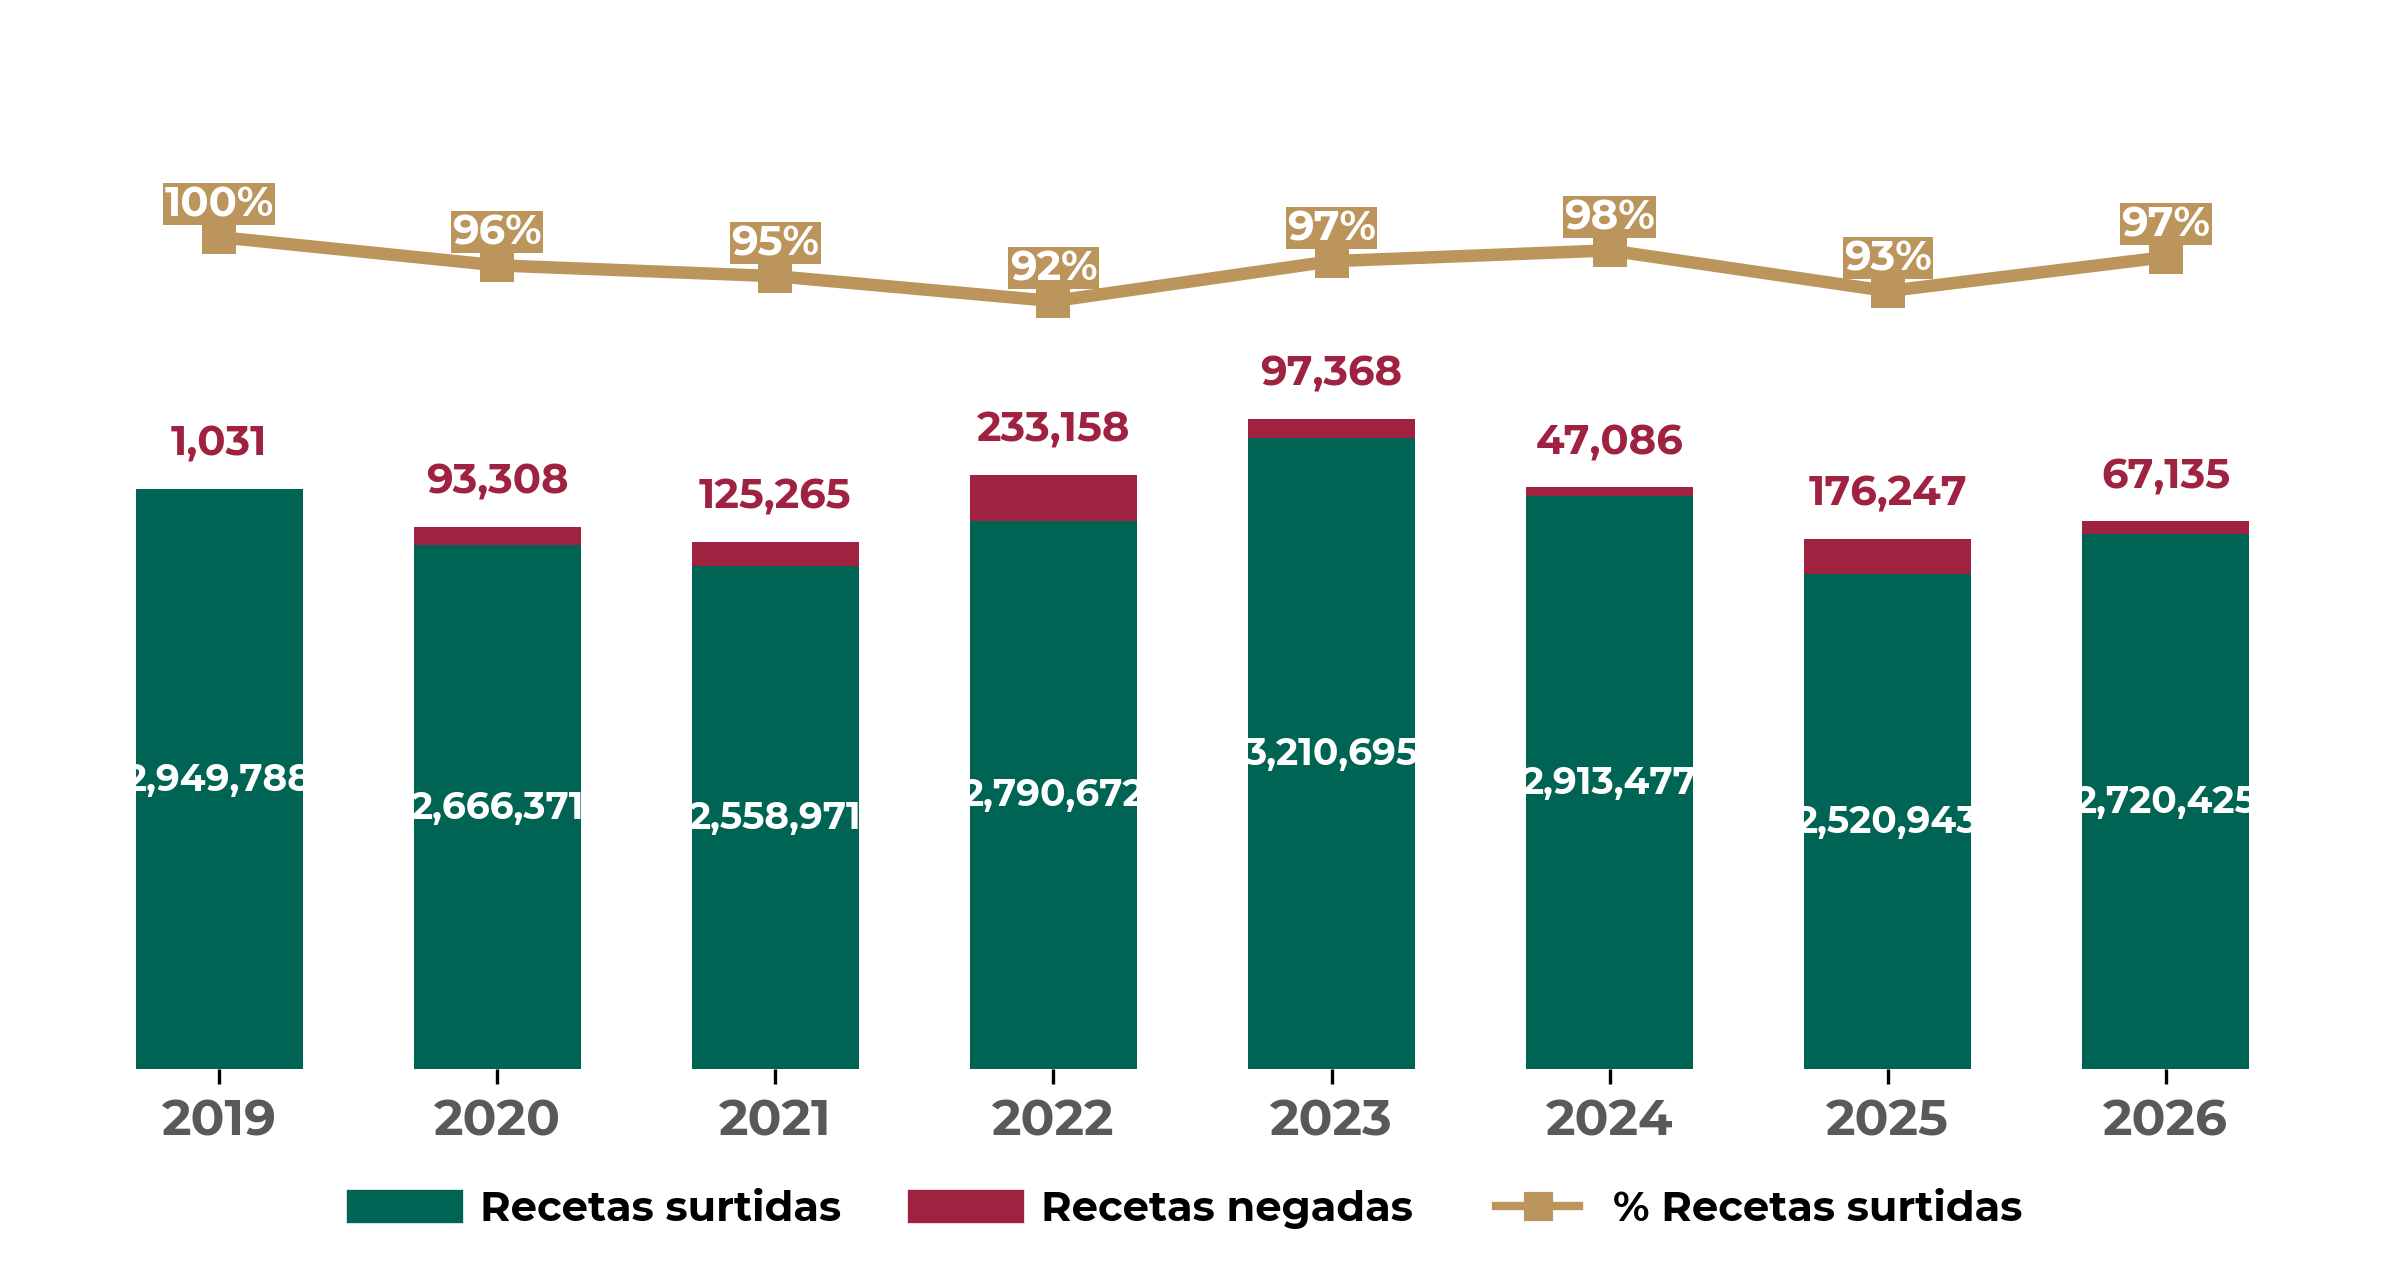 100% 96% 95% 92% 97% 98% 93% 97%
1,031 93,308 125,265 233,158 97,368 47,086 176,247 67,135
2,949,788 2,666,371 2,558,971 2,790,672 3,210,695 2,913,477 2,520,943 2,720,425
2019 2020 2021 2022 2023 2024 2025 2026
Recetas surtidas Recetas negadas % Recetas surtidas